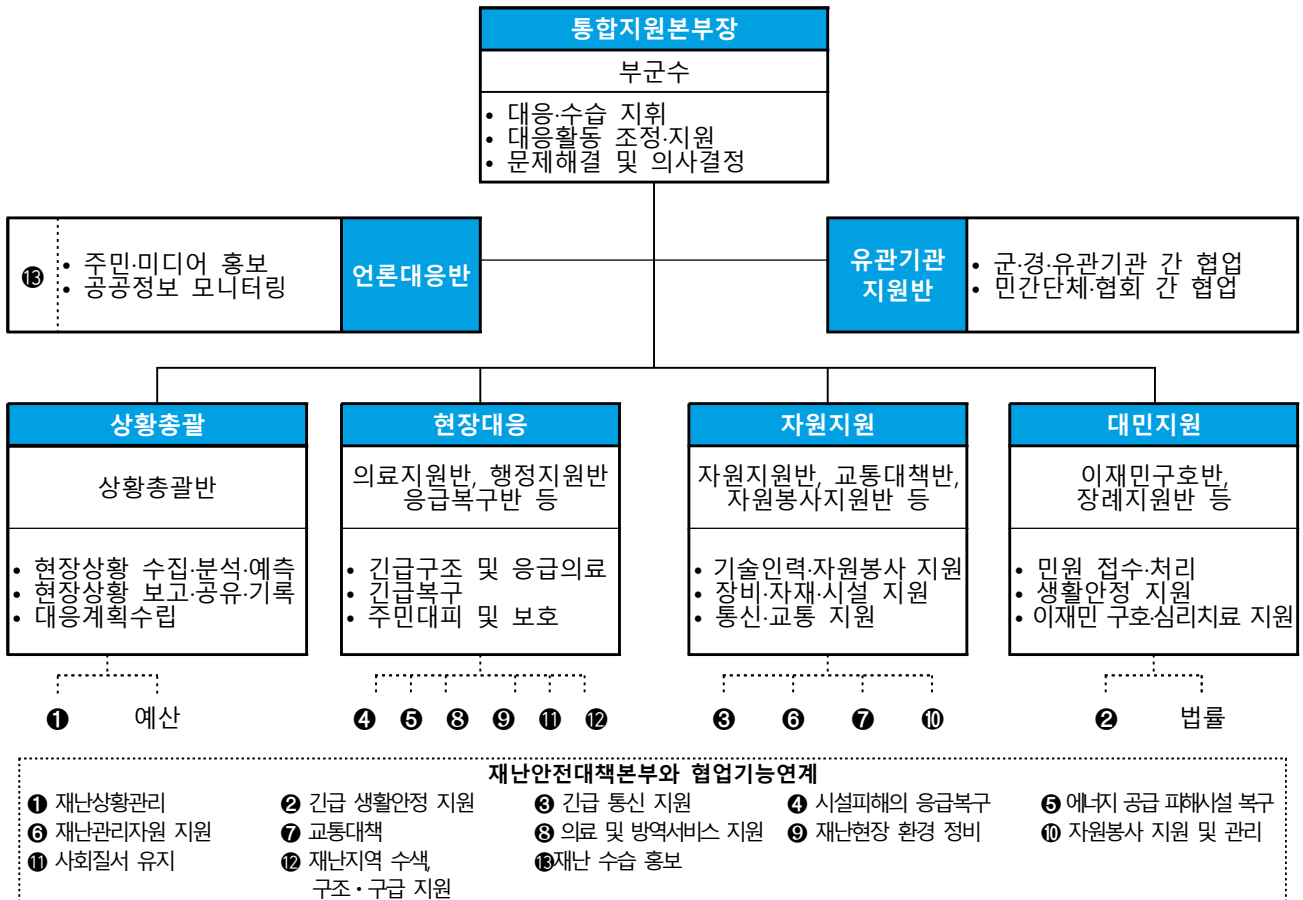 통합지원본부장
부군수
• 대응·수습 지휘
• 대응활동 조정·지원
• 문제해결 및 의사결정
⓭
• 주민·미디어 홍보
• 공공정보 모니터링
언론대응반
유관기관
지원반
• 군·경·유관기관 간 협업
• 민간단체·협회 간 협업
상황총괄
상황총괄반
• 현장상황 수집·분석·예측
• 현장상황 보고·공유·기록
• 대응계획수립
현장대응
의료지원반, 행정지원반
응급복구반 등
• 긴급구조 및 응급의료
• 긴급복구
• 주민대피 및 보호
자원지원
자원지원반, 교통대책반,
자원봉사지원반 등
• 기술인력·자원봉사 지원
• 장비·자재·시설 지원
• 통신·교통 지원
대민지원
이재민구호반,
장례지원반 등
• 민원 접수·처리
• 생활안정 지원
• 이재민 구호·심리치료 지원
❶ 예산
❹ ❺ ❽ ❾ ⓫ ⓬
❸ ❻ ❼ ❿
❷ 법률
재난안전대책본부와 협업기능연계
❶ 재난상황관리 ❷ 긴급 생활안정 지원 ❸ 긴급 통신 지원 ❹ 시설피해의 응급복구 ❺ 에너지 공급 피해시설 복구
❻ 재난관리자원 지원 ❼ 교통대책 ❽ 의료 및 방역서비스 지원 ❾ 재난현장 환경 정비 ❿ 자원봉사 지원 및 관리
⓫ 사회질서 유지 ⓬ 재난지역 수색, ⓭재난 수습 홍보
구조·구급 지원